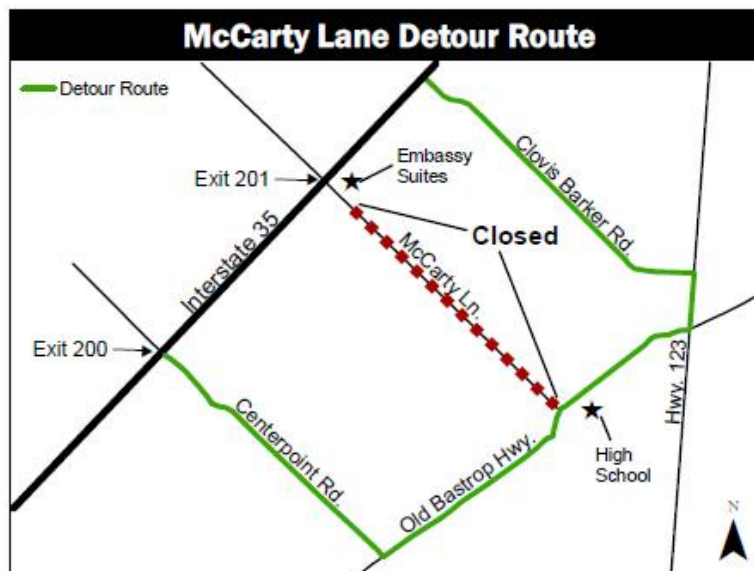 McCarty Lane Detour Route
Detour Route
Exit 201
Embassy
Suites
Clovis Barker Rd.
Interstate 35
McCarty Ln.
Closed
Exit 200
Hwy. 123
Centerpoint Rd.
Old Bastrop Hwy.
High
School
N